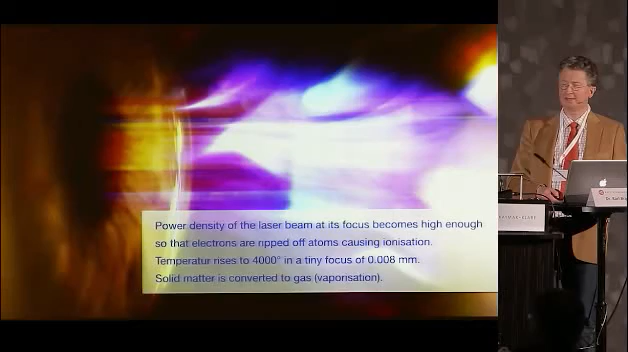 Power density of the laser beam at its focus becomes high enough
so that electrons are ripped off atoms causing ionisation.
Temperatur rises to 4000° in a tiny focus of 0.008 mm.
Solid matter is converted to gas (vaporisation).